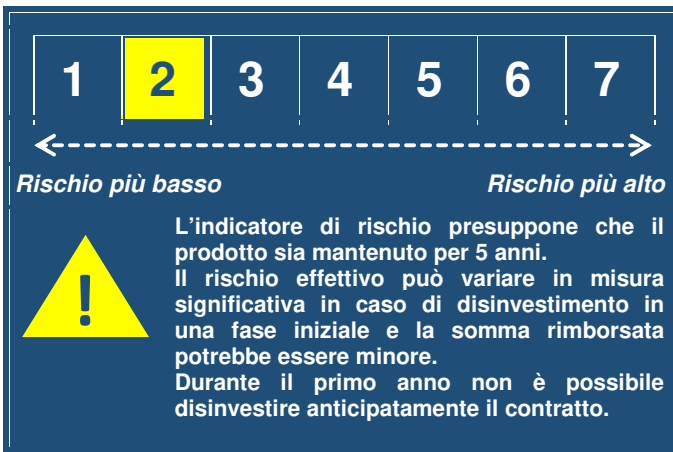 1 2 3 4 5 6 7
Rischio più basso Rischio più alto
L'indicatore di rischio presuppone che il
prodotto sia mantenuto per 5 anni.
Il rischio effettivo può variare in misura
significativa in caso di disinvestimento in
una fase iniziale e la somma rimborsata
potrebbe essere minore.
Durante il primo anno non è possibile
disinvestire anticipatamente il contratto.
!